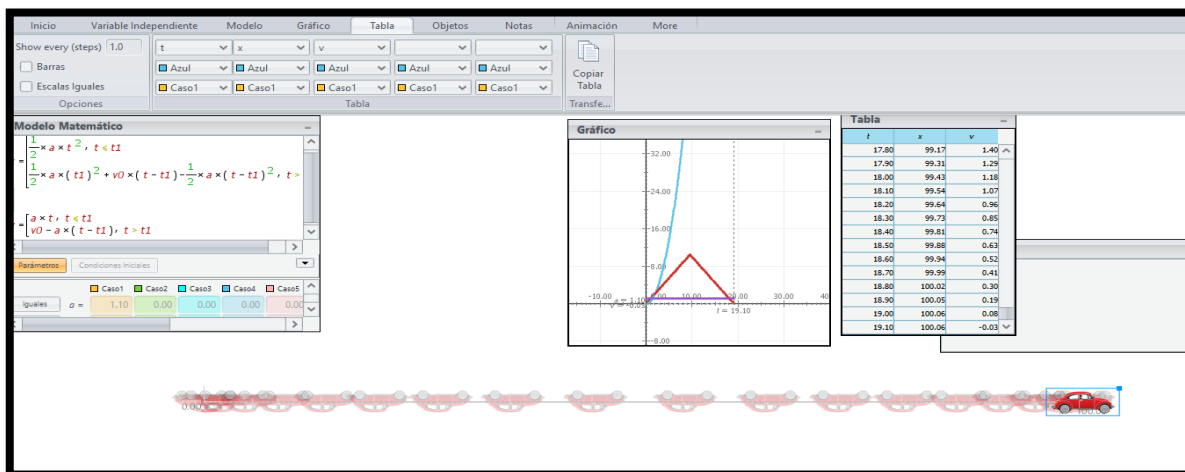 Inicio Variable Independiente Modelo Gráfico Tabla Objetos Notas Animación More
Show every (steps) 1.0
Barras
Escalas Iguales
Opciones
t x v
Azul Azul Azul Azul Azul
Caso1 Caso1 Caso1 Caso1 Caso1
Tabla
Copiar
Tabla
Transfe...
Modelo Matemático
1/2 × a × t 2 , t ≤ t1
= 1/2 × a × ( t1 ) 2 + v0 × ( t - t1 ) - 1/2 × a × ( t - t1 ) 2 , t >
= a × t , t ≤ t1
v0 - a × ( t - t1 ) , t > t1
Parámetros Condiciones Iniciales
Caso1 Caso2 Caso3 Caso4 Caso5
Iguales a = 1.10 0.00 0.00 0.00 0.00
Gráfico
32.00
24.00
16.00
8.00
-10.00 10.00 20.00 30.00 40
t = 19.10
-8.00
Tabla
t x v
17.80 99.17 1.40
17.90 99.31 1.29
18.00 99.43 1.18
18.10 99.54 1.07
18.20 99.64 0.96
18.30 99.73 0.85
18.40 99.81 0.74
18.50 99.88 0.63
18.60 99.94 0.52
18.70 99.99 0.41
18.80 100.02 0.30
18.90 100.05 0.19
19.00 100.06 0.08
19.10 100.06 -0.03
0.00
100.00